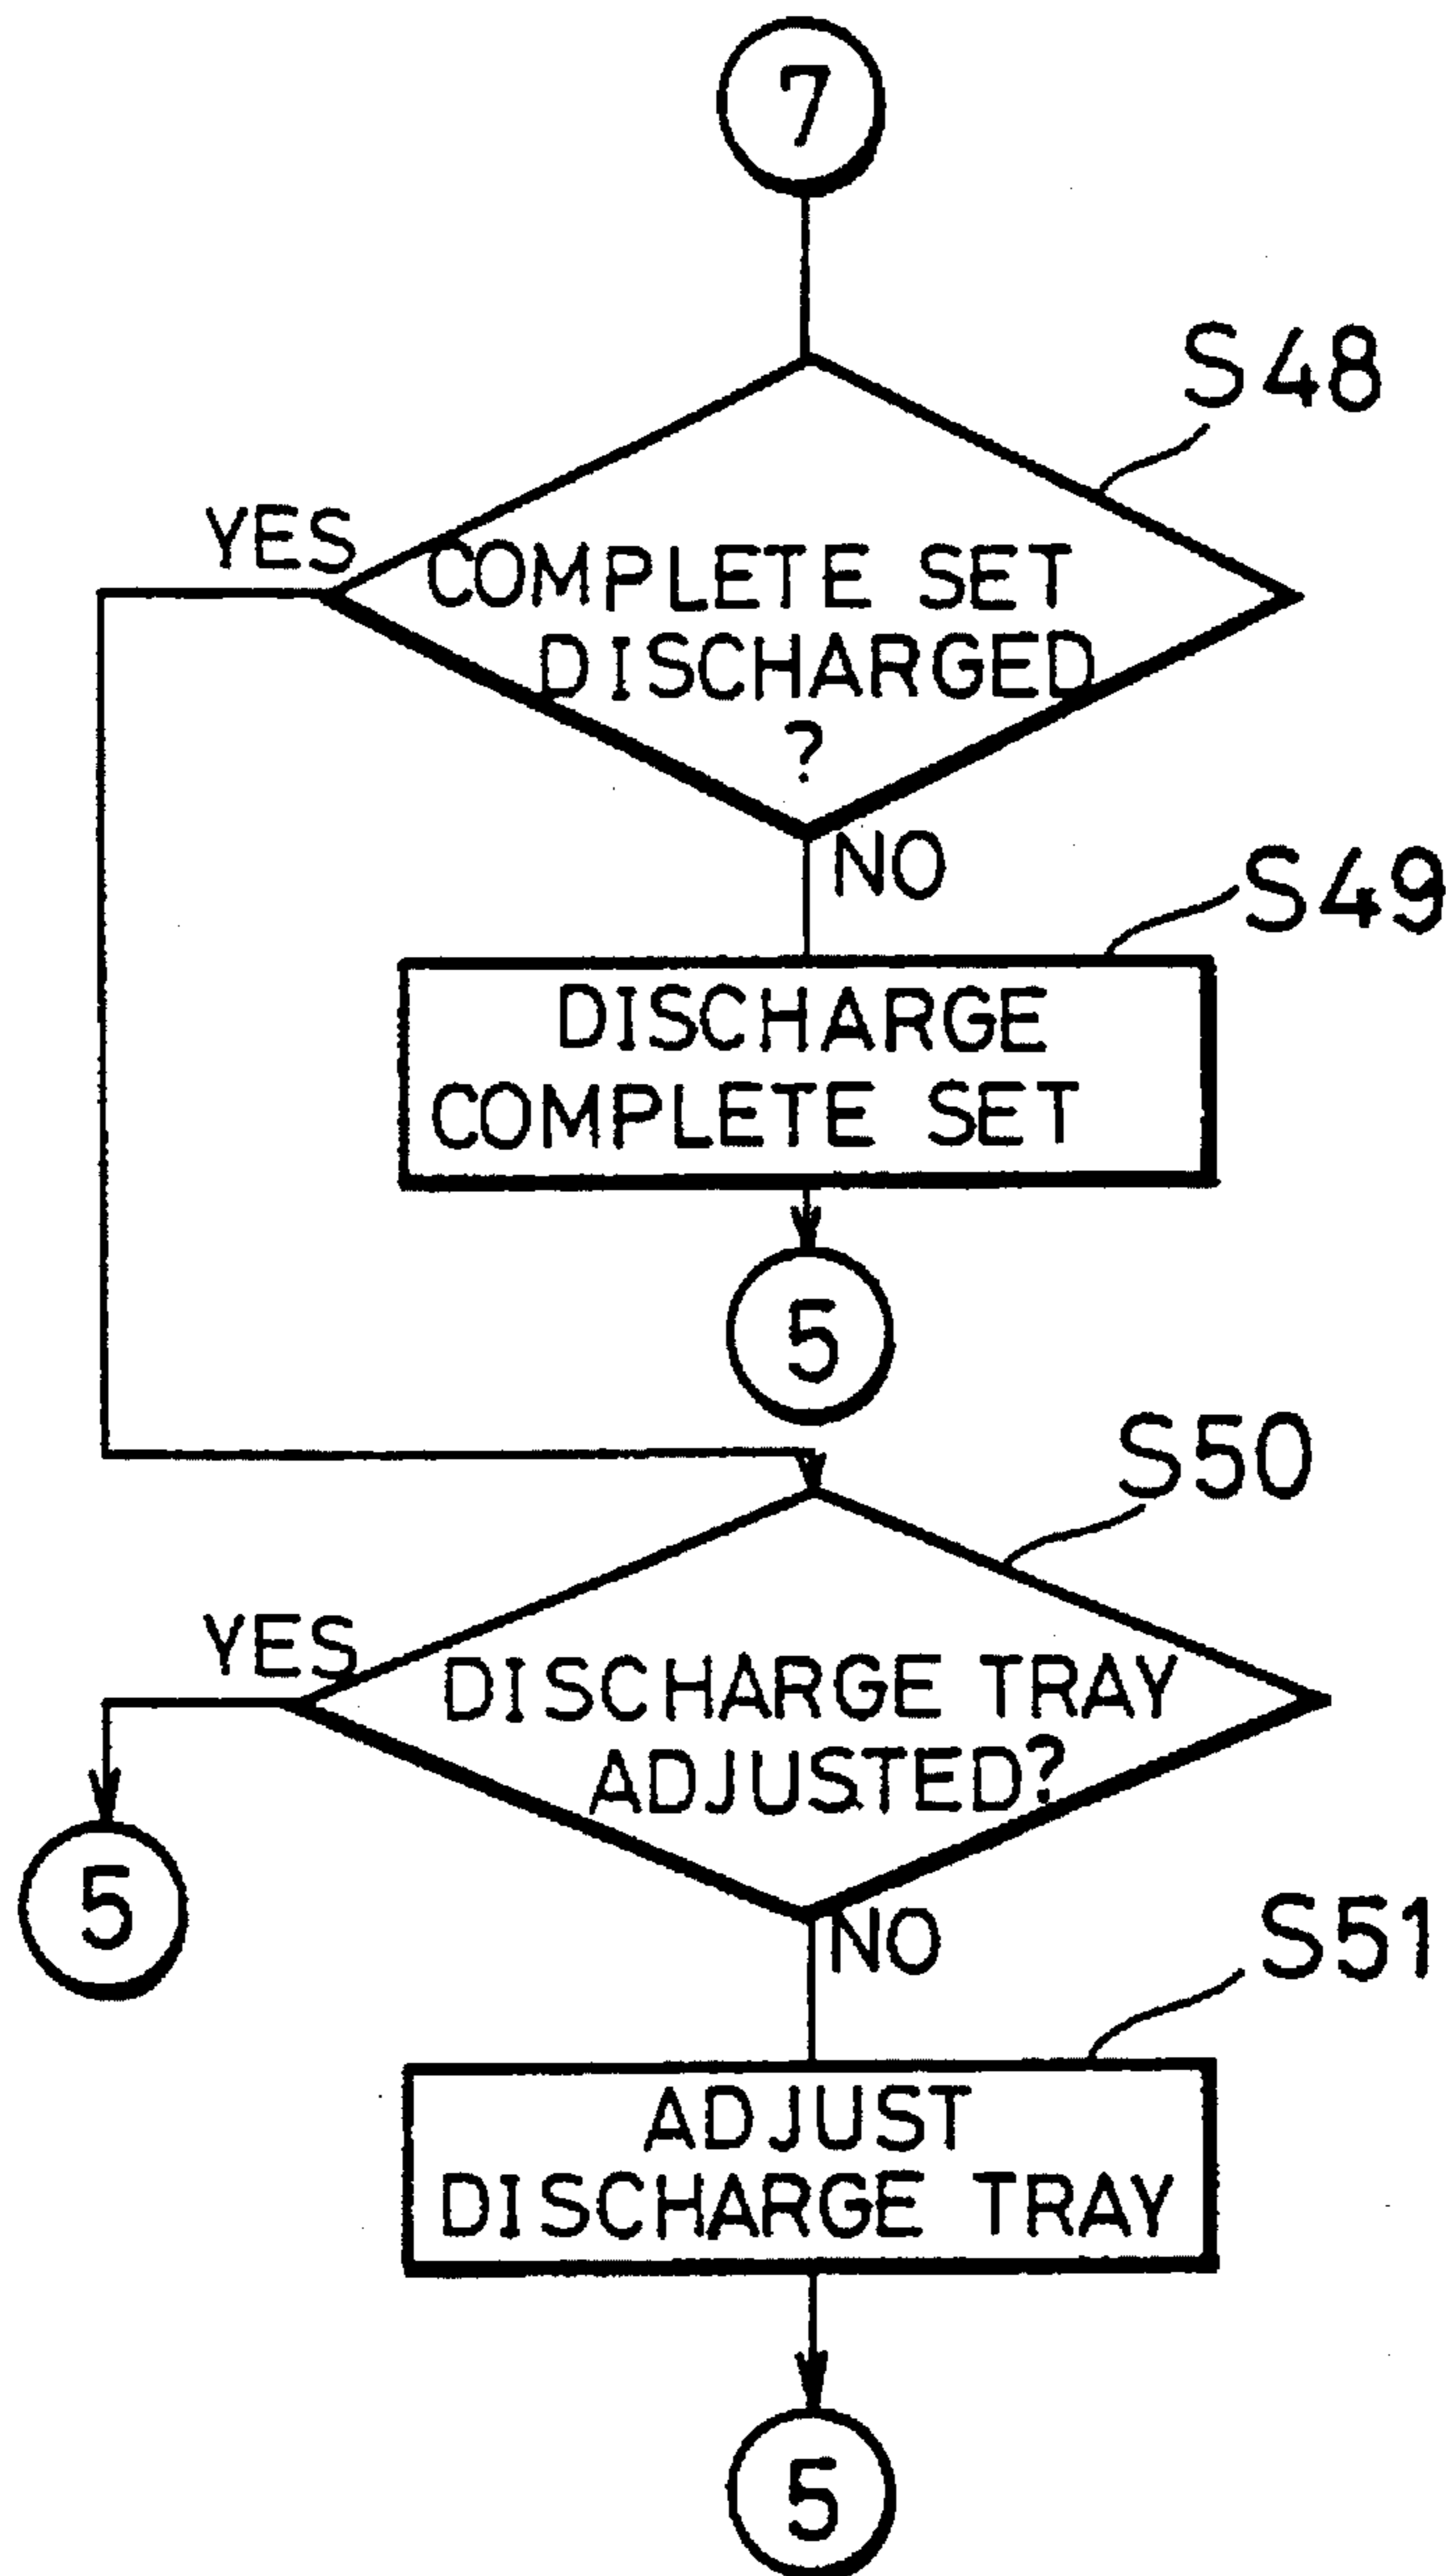 7
S48
YES
COMPLETE SET
DISCHARGED
?
NO
S49
DISCHARGE
COMPLETE SET
5
S50
YES
DISCHARGE TRAY
ADJUSTED?
5
NO
S51
ADJUST
DISCHARGE TRAY
5